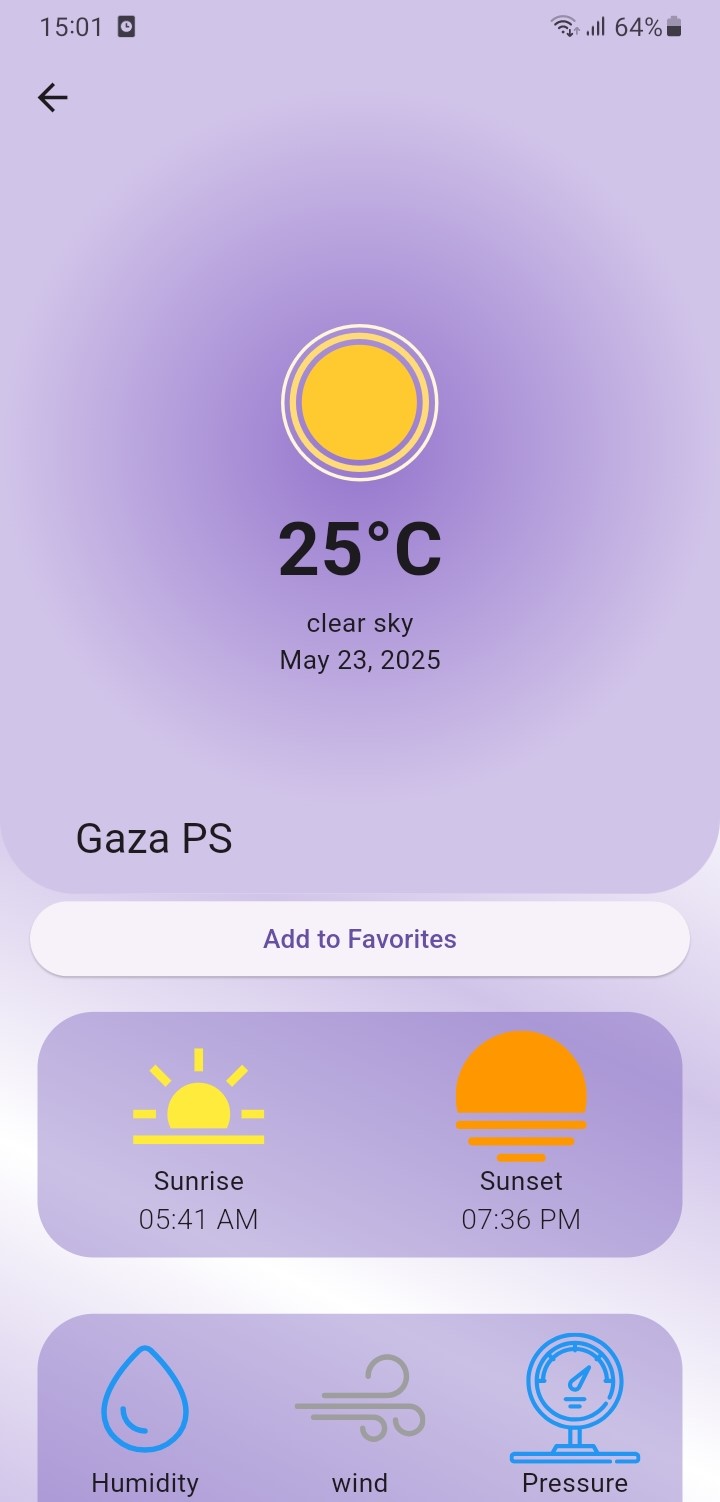 15:01 64%
25°C
clear sky
May 23, 2025
Gaza PS
Add to Favorites
Sunrise Sunset
05:41 AM 07:36 PM
Humidity wind Pressure